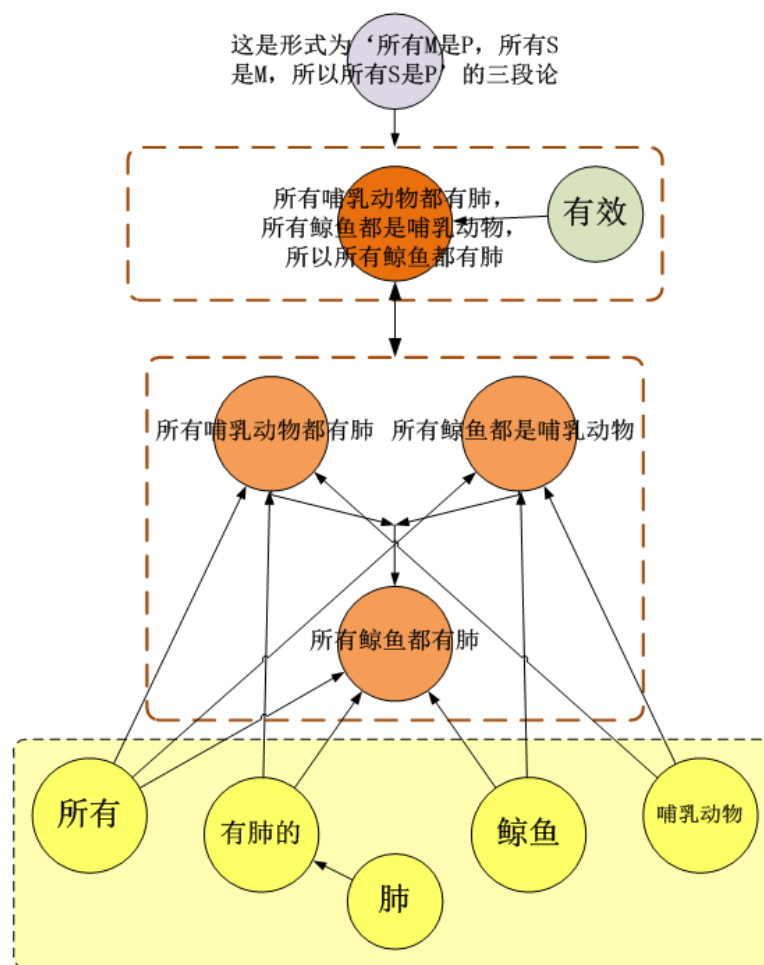 这是形式为‘所有M是P，所有S
是M，所以所有S是P’的三段论
所有哺乳动物都有肺，
所有鲸鱼都是哺乳动物，
所以所有鲸鱼都有肺
有效
所有哺乳动物都有肺
所有鲸鱼都是哺乳动物
所有鲸鱼都有肺
所有
有肺的
鲸鱼
哺乳动物
肺